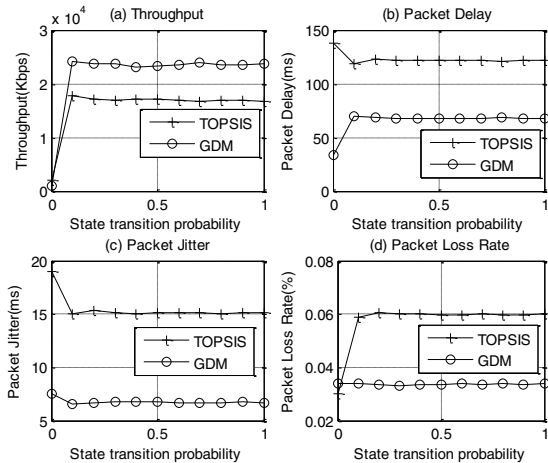 (a) Throughput
x 10^4
3
2
1
0
Throughput(Kbps)
TOPSIS
GDM
0 0.5 1
State transition probability
(b) Packet Delay
150
100
50
0
Packet Delay(ms)
TOPSIS
GDM
0 0.5 1
State transition probability
(c) Packet Jitter
20
15
10
5
Packet Jitter(ms)
TOPSIS
GDM
0 0.5 1
State transition probability
(d) Packet Loss Rate
0.08
0.06
0.04
0.02
Packet Loss Rate(%)
TOPSIS
GDM
0 0.5 1
State transition probability